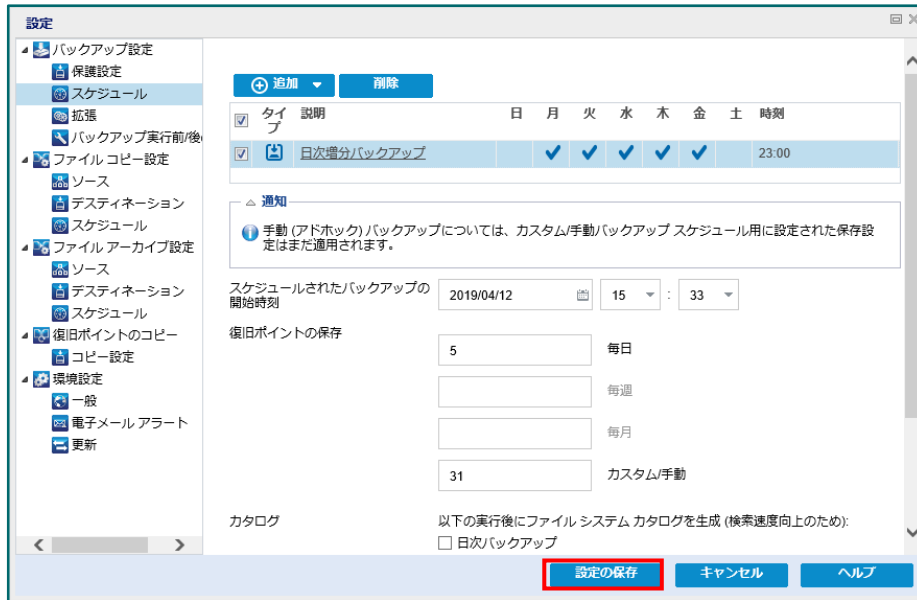 設定
バックアップ設定
保護設定
スケジュール
拡張
バックアップ実行前/後
ファイル コピー設定
ソース
デスティネーション
スケジュール
ファイル アーカイブ設定
ソース
デスティネーション
スケジュール
復旧ポイントのコピー
コピー設定
環境設定
一般
電子メール アラート
更新
追加 削除
タイプ 説明 日 月 火 水 木 金 土 時刻
日次増分バックアップ 23:00
通知
手動 (アドホック) バックアップについては、カスタム/手動バックアップ スケジュール用に設定された保存設
定はまだ適用されます。
スケジュールされたバックアップの
開始時刻
2019/04/12 15 : 33
復旧ポイントの保存
5 毎日
毎週
毎月
31 カスタム/手動
カタログ 以下の実行後にファイル システム カタログを生成 (検索速度向上のため):
日次バックアップ
設定の保存 キャンセル ヘルプ